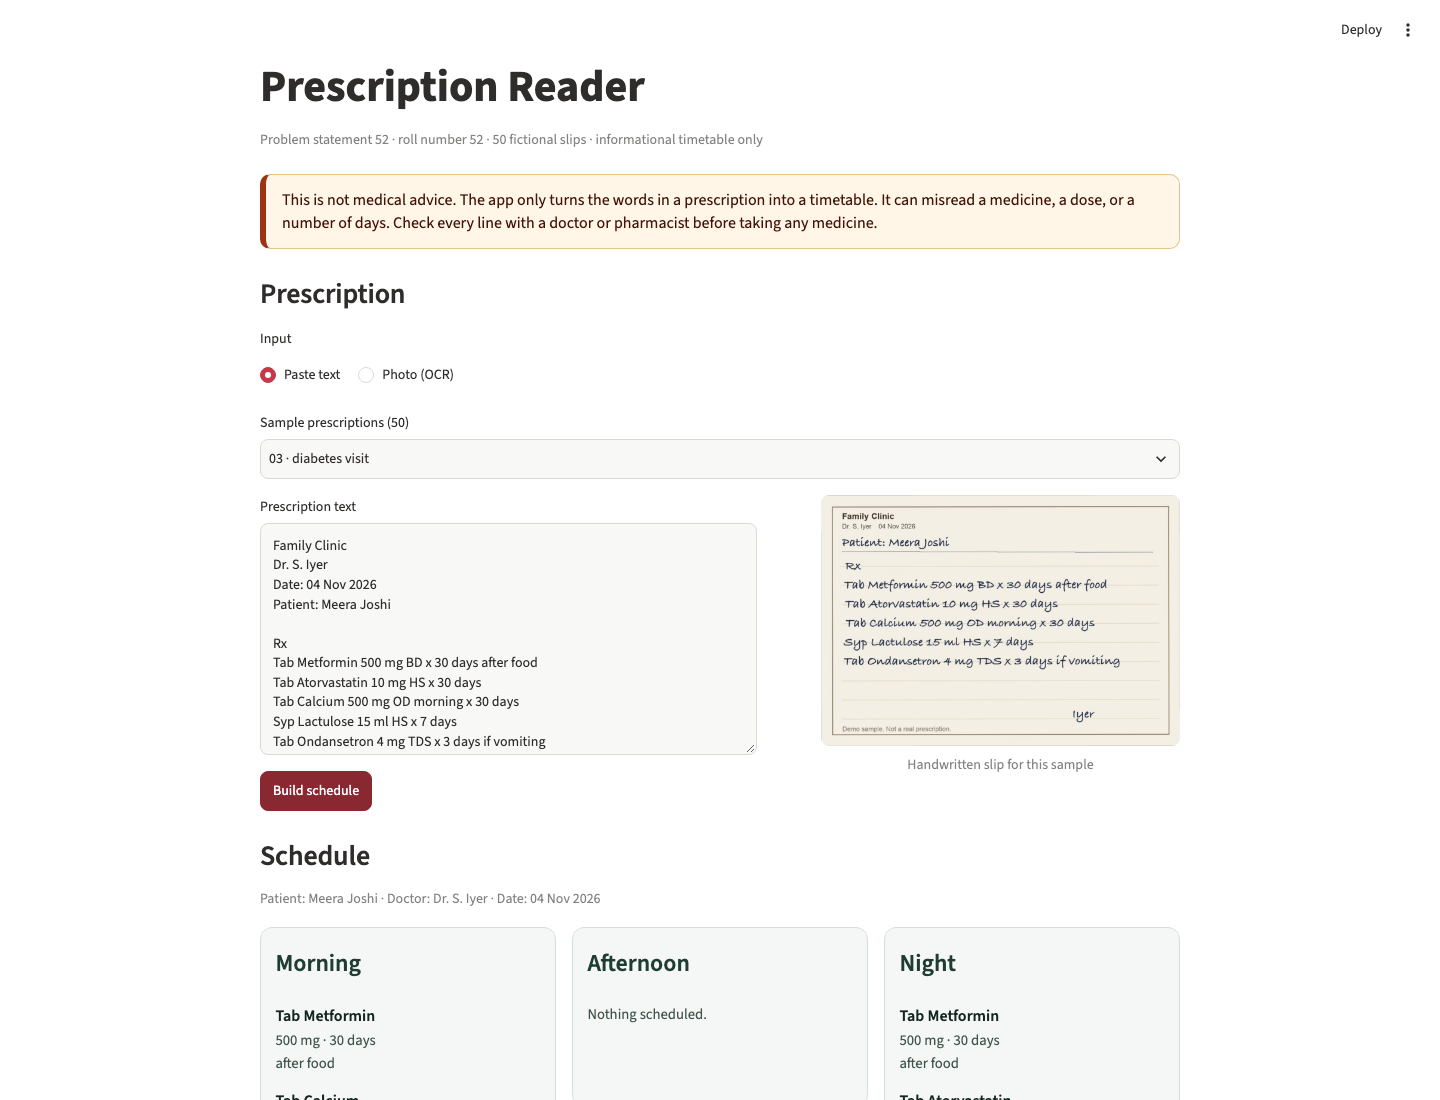 Deploy
Prescription Reader
Problem statement 52 · roll number 52 · 50 fictional slips · informational timetable only
This is not medical advice. The app only turns the words in a prescription into a timetable. It can misread a medicine, a dose, or a
number of days. Check every line with a doctor or pharmacist before taking any medicine.
Prescription
Input
Paste text
Photo (OCR)
Sample prescriptions (50)
03 · diabetes visit
Prescription text
Family Clinic
Dr. S. Iyer
Date: 04 Nov 2026
Patient: Meera Joshi
Rx
Tab Metformin 500 mg BD x 30 days after food
Tab Atorvastatin 10 mg HS x 30 days
Tab Calcium 500 mg OD morning x 30 days
Syp Lactulose 15 ml HS x 7 days
Tab Ondansetron 4 mg TDS x 3 days if vomiting
Family Clinic
Dr. S. Iyer 04 Nov 2026
Patient: Meera Joshi
Rx
Tab Metformin 500 mg BD x 30 days after food
Tab Atorvastatin 10 mg HS x 30 days
Tab Calcium 500 mg OD morning x 30 days
Syp Lactulose 15 ml HS x 7 days
Tab Ondansetron 4 mg TDS x 3 days if vomiting
Iyer
Demo sample. Not a real prescription.
Handwritten slip for this sample
Build schedule
Schedule
Patient: Meera Joshi · Doctor: Dr. S. Iyer · Date: 04 Nov 2026
Morning
Tab Metformin
500 mg · 30 days
after food
Tab Calcium
Afternoon
Nothing scheduled.
Night
Tab Metformin
500 mg · 30 days
after food
Tab Atorvastatin